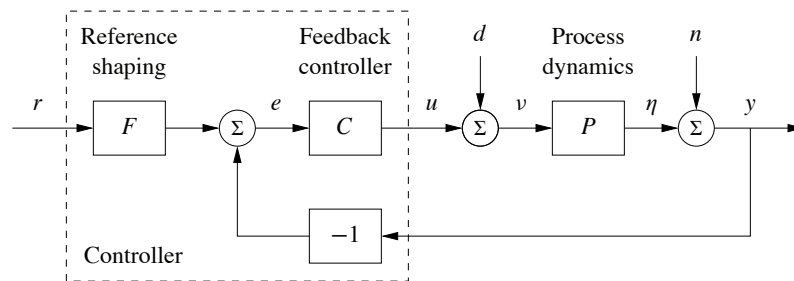 Reference
shaping
Feedback
controller
d
Process
dynamics
n
r
F
Σ
e
C
u
Σ
ν
P
η
Σ
y
−1
Controller